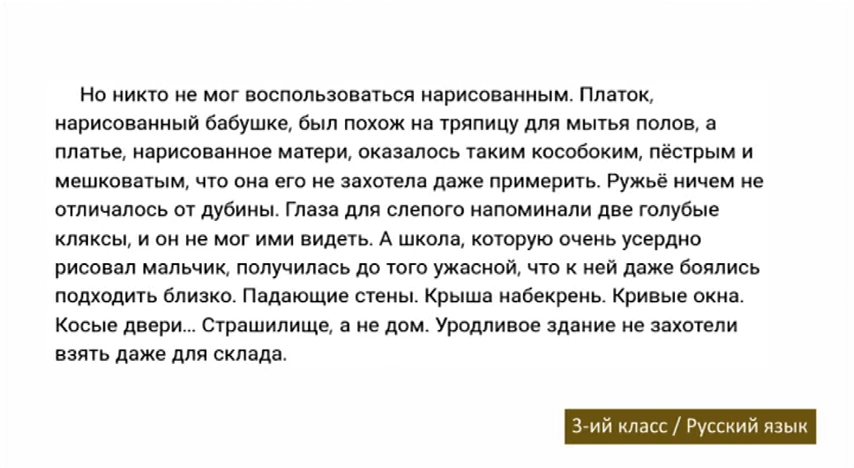 Но никто не мог воспользоваться нарисованным. Платок,
нарисованный бабушке, был похож на тряпицу для мытья полов, а
платье, нарисованное матери, оказалось таким кособоким, пёстрым и
мешковатым, что она его не захотела даже примерить. Ружьё ничем не
отличалось от дубины. Глаза для слепого напоминали две голубые
кляксы, и он не мог ими видеть. А школа, которую очень усердно
рисовал мальчик, получилась до того ужасной, что к ней даже боялись
подходить близко. Падающие стены. Крыша набекрень. Кривые окна.
Косые двери... Страшилище, а не дом. Уродливое здание не захотели
взять даже для склада.
3-ий класс / Русский язык